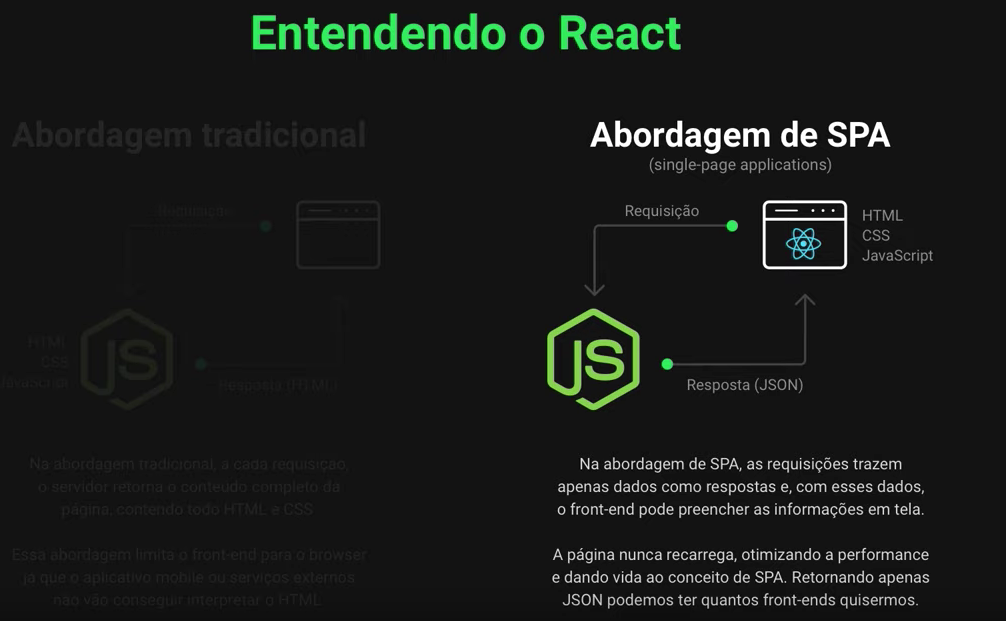 Entendendo o React
Abordagem tradicional
Requisição
HTML
CSS
JavaScript
JS
Resposta (HTML)
Na abordagem tradicional, a cada requisição,
o servidor retorna o conteúdo completo da
página, contendo todo HTML e CSS
Essa abordagem limita o front-end para o browser
já que o aplicativo mobile ou serviços externos
não vão conseguir interpretar o HTML
Abordagem de SPA
(single-page applications)
Requisição
HTML
CSS
JavaScript
JS
Resposta (JSON)
Na abordagem de SPA, as requisições trazem
apenas dados como respostas e, com esses dados,
o front-end pode preencher as informações em tela.
A página nunca recarrega, otimizando a performance
e dando vida ao conceito de SPA. Retornando apenas
JSON podemos ter quantos front-ends quisermos.